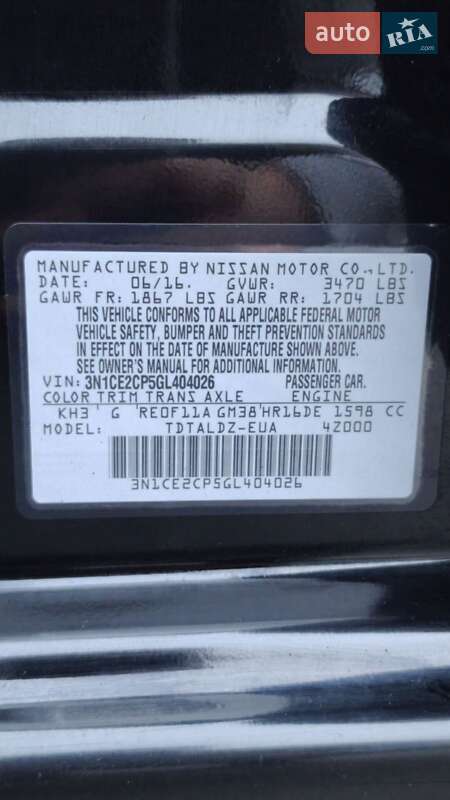 auto RIA .com
MANUFACTURED BY NISSAN MOTOR CO.,LTD.
DATE: 06/16. GVWR: 3470 LBS
GAWR FR: 1867 LBS GAWR RR: 1704 LBS
THIS VEHICLE CONFORMS TO ALL APPLICABLE FEDERAL MOTOR
VEHICLE SAFETY, BUMPER AND THEFT PREVENTION STANDARDS
IN EFFECT ON THE DATE OF MANUFACTURE SHOWN ABOVE.
SEE OWNER'S MANUAL FOR ADDITIONAL INFORMATION.
VIN: 3N1CE2CP5GL404026 PASSENGER CAR.
COLOR TRIM TRANS AXLE ENGINE
KH3' G 'RE0F11A GM38'HR16DE 1598 CC
MODEL: TDTALDZ-EUA 4Z000
3N1CE2CP5GL404026